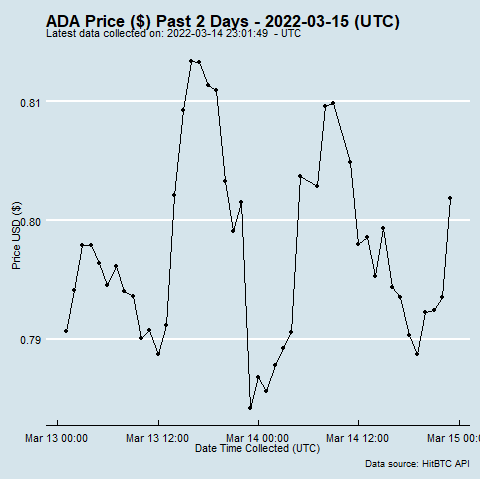 ADA Price ($) Past 2 Days - 2022-03-15 (UTC)
Latest data collected on: 2022-03-14 23:01:49 - UTC
0.81
0.80
0.79
Price USD ($)
Mar 13 00:00 Mar 13 12:00 Mar 14 00:00 Mar 14 12:00 Mar 15 00:0
Date Time Collected (UTC)
Data source: HitBTC API